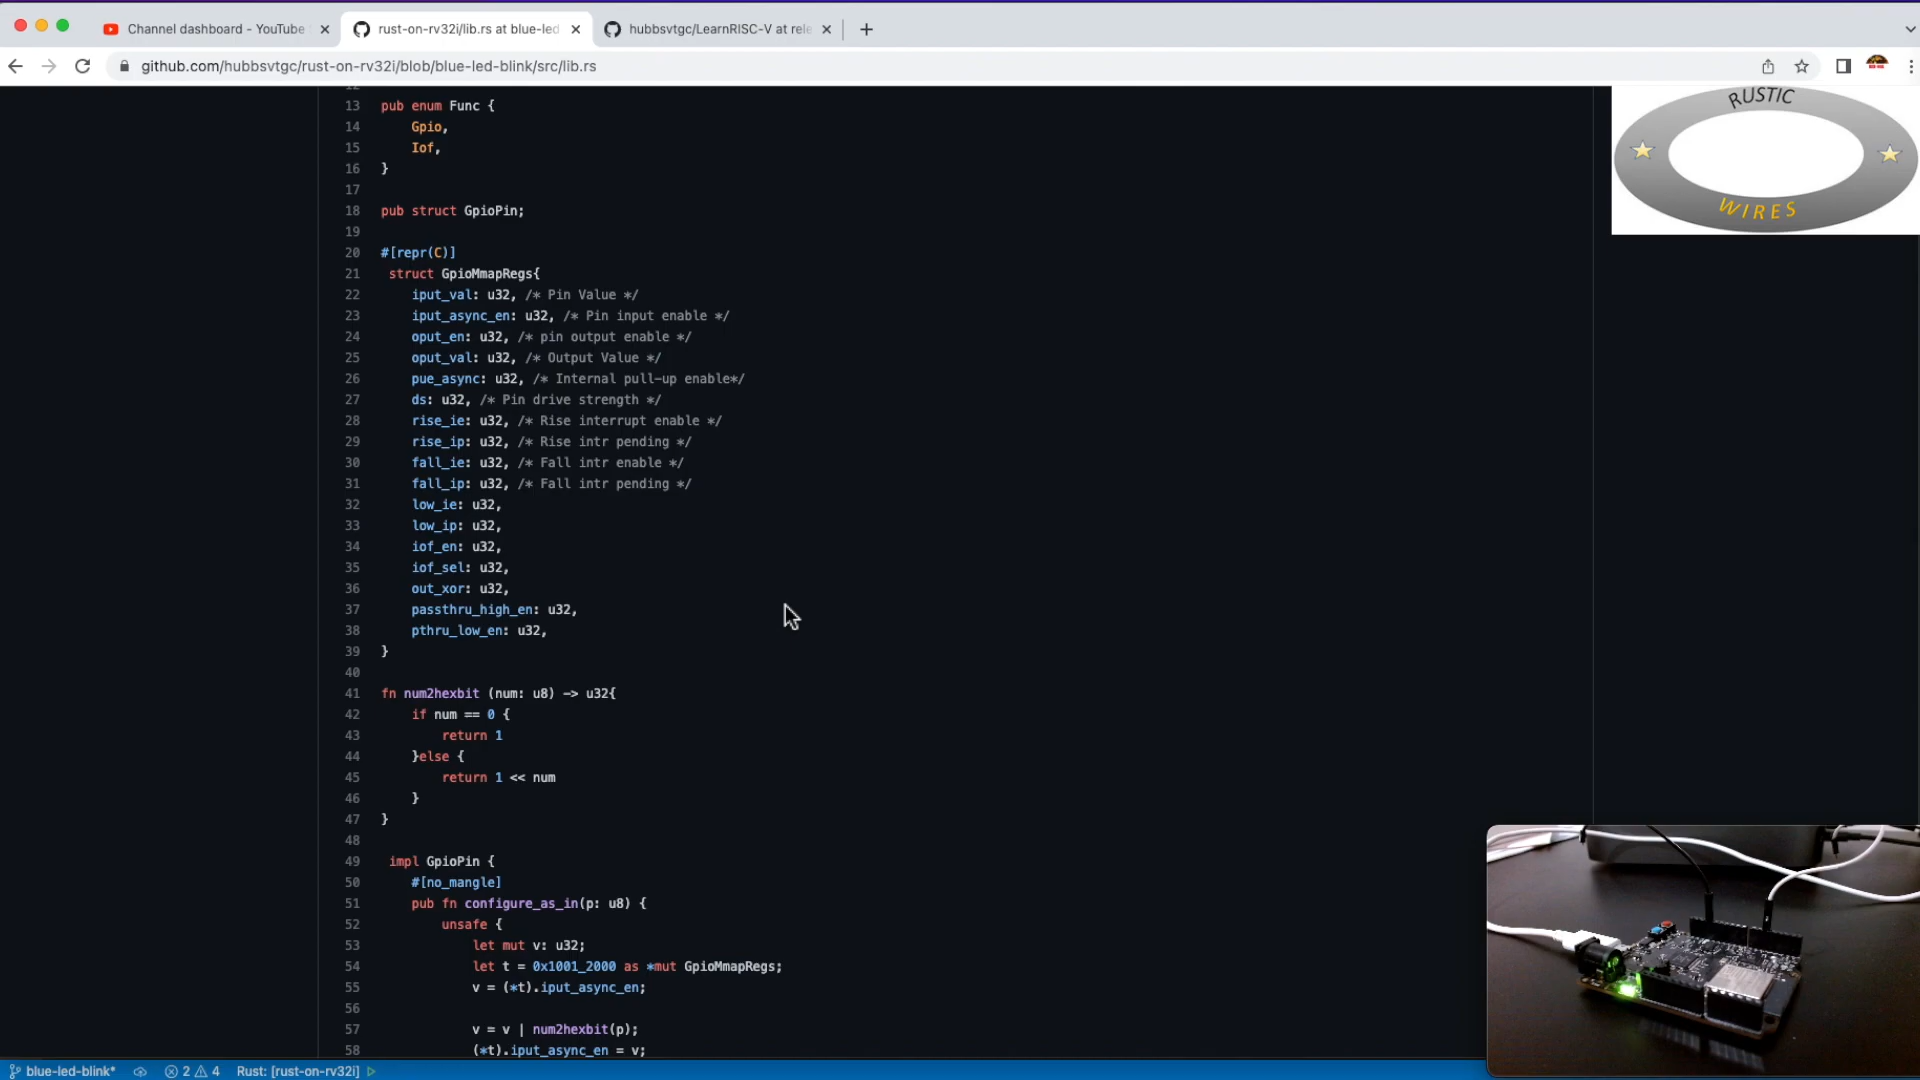 Channel dashboard - YouTube
rust-on-rv32i/lib.rs at blue-led
hubbsvtgc/LearnRISC-V at rele
github.com/hubbsvtgc/rust-on-rv32i/blob/blue-led-blink/src/lib.rs
RUSTIC
WIRES
12
13 pub enum Func {
14 Gpio,
15 Iof,
16 }
17
18 pub struct GpioPin;
19
20 #[repr(C)]
21 struct GpioMmapRegs{
22 iput_val: u32, /* Pin Value */
23 iput_async_en: u32, /* Pin input enable */
24 oput_en: u32, /* pin output enable */
25 oput_val: u32, /* Output Value */
26 pue_async: u32, /* Internal pull-up enable*/
27 ds: u32, /* Pin drive strength */
28 rise_ie: u32, /* Rise interrupt enable */
29 rise_ip: u32, /* Rise intr pending */
30 fall_ie: u32, /* Fall intr enable */
31 fall_ip: u32, /* Fall intr pending */
32 low_ie: u32,
33 low_ip: u32,
34 iof_en: u32,
35 iof_sel: u32,
36 out_xor: u32,
37 passthru_high_en: u32,
38 pthru_low_en: u32,
39 }
40
41 fn num2hexbit (num: u8) -> u32{
42 if num == 0 {
43 return 1
44 }else {
45 return 1 << num
46 }
47 }
48
49 impl GpioPin {
50 #[no_mangle]
51 pub fn configure_as_in(p: u8) {
52 unsafe {
53 let mut v: u32;
54 let t = 0x1001_2000 as *mut GpioMmapRegs;
55 v = (*t).iput_async_en;
56
57 v = v | num2hexbit(p);
58 (*t).iput_async_en = v;
blue-led-blink* 2 4 Rust: [rust-on-rv32i]